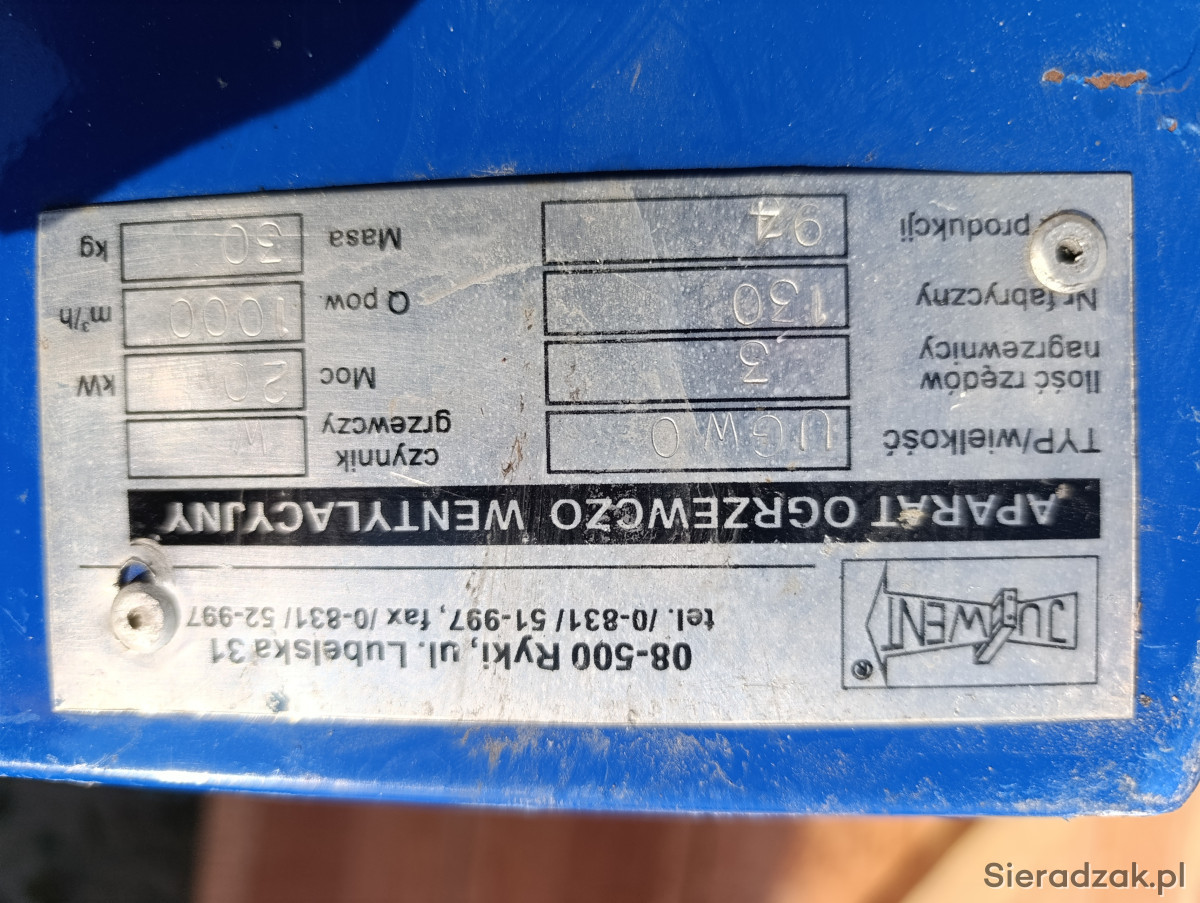 JUWENT ®
08-500 Ryki, ul. Lubelska 31
tel. /0-831/ 51-997, fax /0-831/ 52-997
APARAT OGRZEWCZO WENTYLACYJNY
TYP/wielkość UGWO
czynnik grzewczy W
Ilość rzędów nagrzewnicy 3
Moc 20 kW
Nr fabryczny 130
Q pow. 1000 m³/h
produkcji 94
Masa 30 kg
Sieradzak.pl